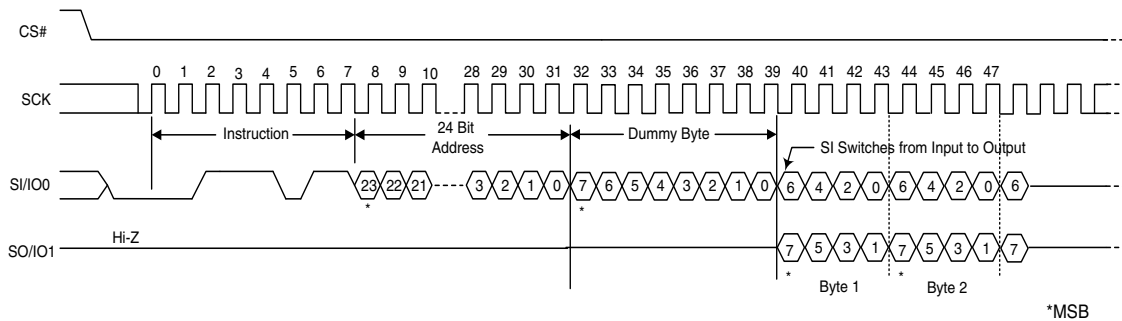 CS#
0 1 2 3 4 5 6 7 8 9 10 28 29 30 31 32 33 34 35 36 37 38 39 40 41 42 43 44 45 46 47
SCK
Instruction
24 Bit
Address
Dummy Byte
SI Switches from Input to Output
SI/IO0
23 22 21 3 2 1 0 7 6 5 4 3 2 1 0 6 4 2 0 6 4 2 0 6
* *
Hi-Z
SO/IO1
7 5 3 1 7 5 3 1 7
* *
Byte 1 Byte 2
*MSB